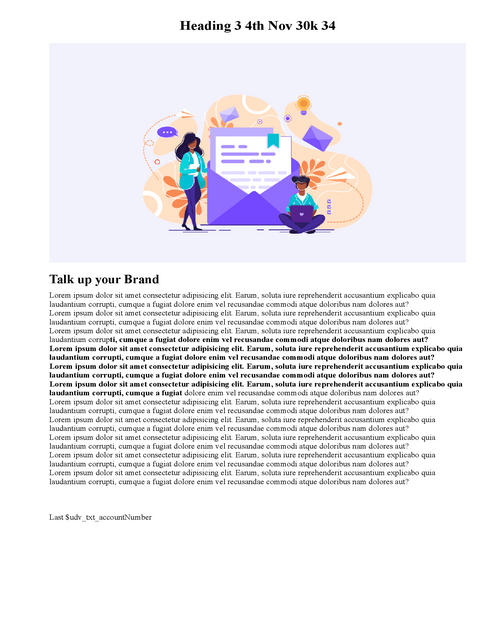 Heading 3 4th Nov 30k 34
Talk up your Brand
Lorem ipsum dolor sit amet consectetur adipisicing elit. Earum, soluta iure reprehenderit accusantium explicabo quia
laudantium corrupti, cumque a fugiat dolore enim vel recusandae commodi atque doloribus nam dolores aut?
Lorem ipsum dolor sit amet consectetur adipisicing elit. Earum, soluta iure reprehenderit accusantium explicabo quia
laudantium corrupti, cumque a fugiat dolore enim vel recusandae commodi atque doloribus nam dolores aut?
Lorem ipsum dolor sit amet consectetur adipisicing elit. Earum, soluta iure reprehenderit accusantium explicabo quia
laudantium corrupti, cumque a fugiat dolore enim vel recusandae commodi atque doloribus nam dolores aut?
Lorem ipsum dolor sit amet consectetur adipisicing elit. Earum, soluta iure reprehenderit accusantium explicabo quia
laudantium corrupti, cumque a fugiat dolore enim vel recusandae commodi atque doloribus nam dolores aut?
Lorem ipsum dolor sit amet consectetur adipisicing elit. Earum, soluta iure reprehenderit accusantium explicabo quia
laudantium corrupti, cumque a fugiat dolore enim vel recusandae commodi atque doloribus nam dolores aut?
Lorem ipsum dolor sit amet consectetur adipisicing elit. Earum, soluta iure reprehenderit accusantium explicabo quia
laudantium corrupti, cumque a fugiat dolore enim vel recusandae commodi atque doloribus nam dolores aut?
Lorem ipsum dolor sit amet consectetur adipisicing elit. Earum, soluta iure reprehenderit accusantium explicabo quia
laudantium corrupti, cumque a fugiat dolore enim vel recusandae commodi atque doloribus nam dolores aut?
Lorem ipsum dolor sit amet consectetur adipisicing elit. Earum, soluta iure reprehenderit accusantium explicabo quia
laudantium corrupti, cumque a fugiat dolore enim vel recusandae commodi atque doloribus nam dolores aut?
Lorem ipsum dolor sit amet consectetur adipisicing elit. Earum, soluta iure reprehenderit accusantium explicabo quia
laudantium corrupti, cumque a fugiat dolore enim vel recusandae commodi atque doloribus nam dolores aut?
Lorem ipsum dolor sit amet consectetur adipisicing elit. Earum, soluta iure reprehenderit accusantium explicabo quia
laudantium corrupti, cumque a fugiat dolore enim vel recusandae commodi atque doloribus nam dolores aut?
Lorem ipsum dolor sit amet consectetur adipisicing elit. Earum, soluta iure reprehenderit accusantium explicabo quia
laudantium corrupti, cumque a fugiat dolore enim vel recusandae commodi atque doloribus nam dolores aut?
Last $udv_txt_accountNumber